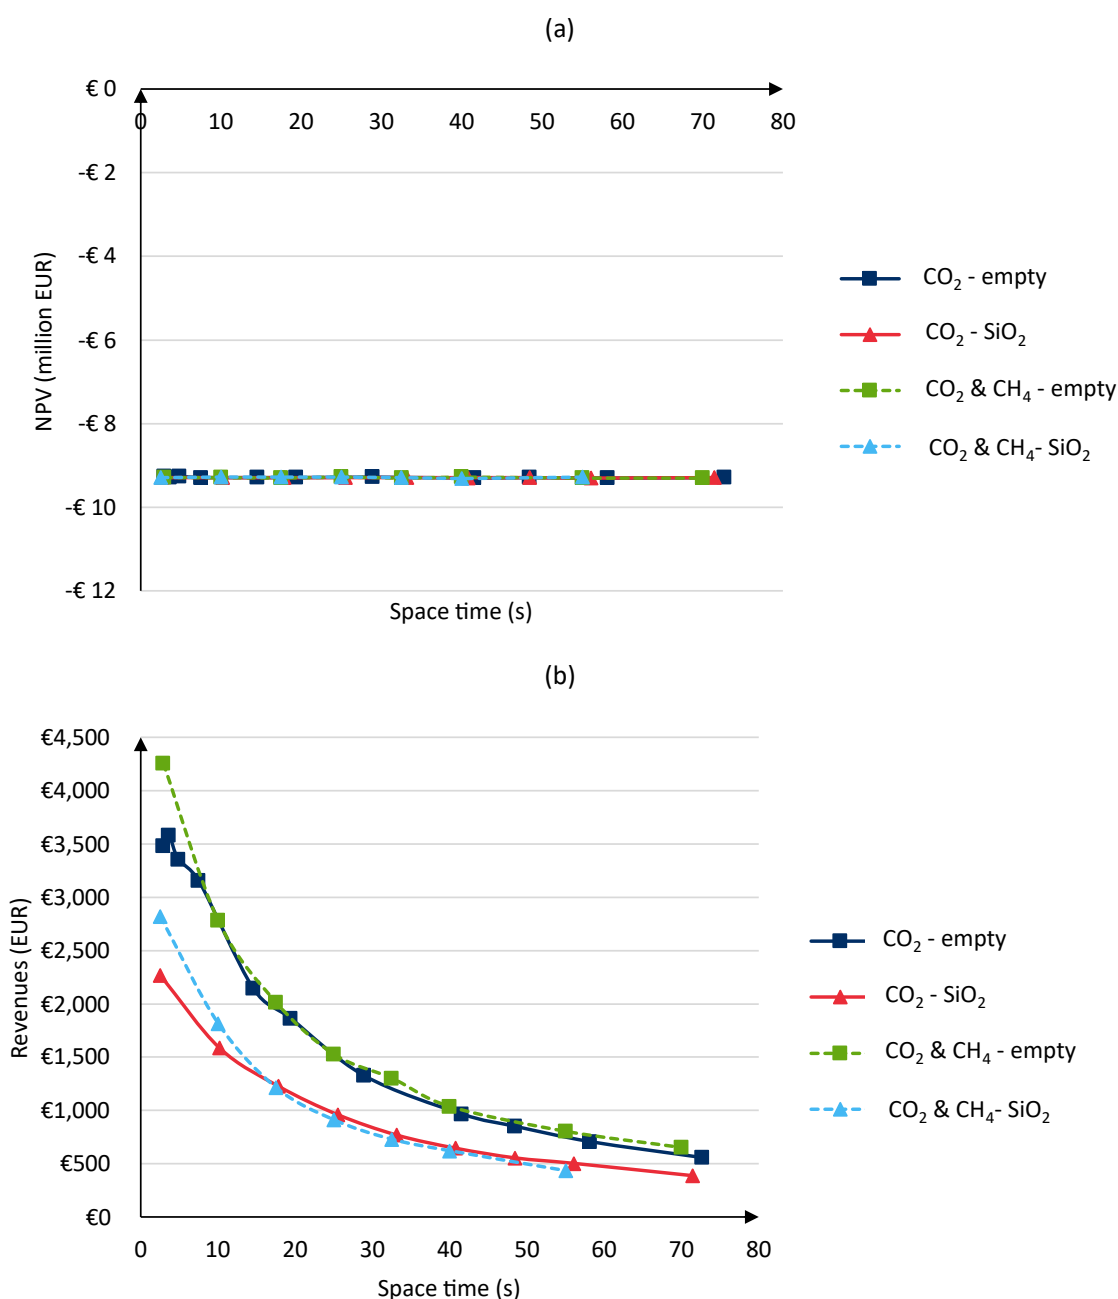 (a)
€ 0
0 10 20 30 40 50 60 70 80
-€ 2
-€ 4
-€ 6
-€ 8
-€ 10
-€ 12
NPV (million EUR)
Space time (s)
CO₂ - empty
CO₂ - SiO₂
CO₂ & CH₄ - empty
CO₂ & CH₄- SiO₂
(b)
€4,500
€4,000
€3,500
€3,000
€2,500
€2,000
€1,500
€1,000
€500
€0
0 10 20 30 40 50 60 70 80
Revenues (EUR)
Space time (s)
CO₂ - empty
CO₂ - SiO₂
CO₂ & CH₄ - empty
CO₂ & CH₄- SiO₂